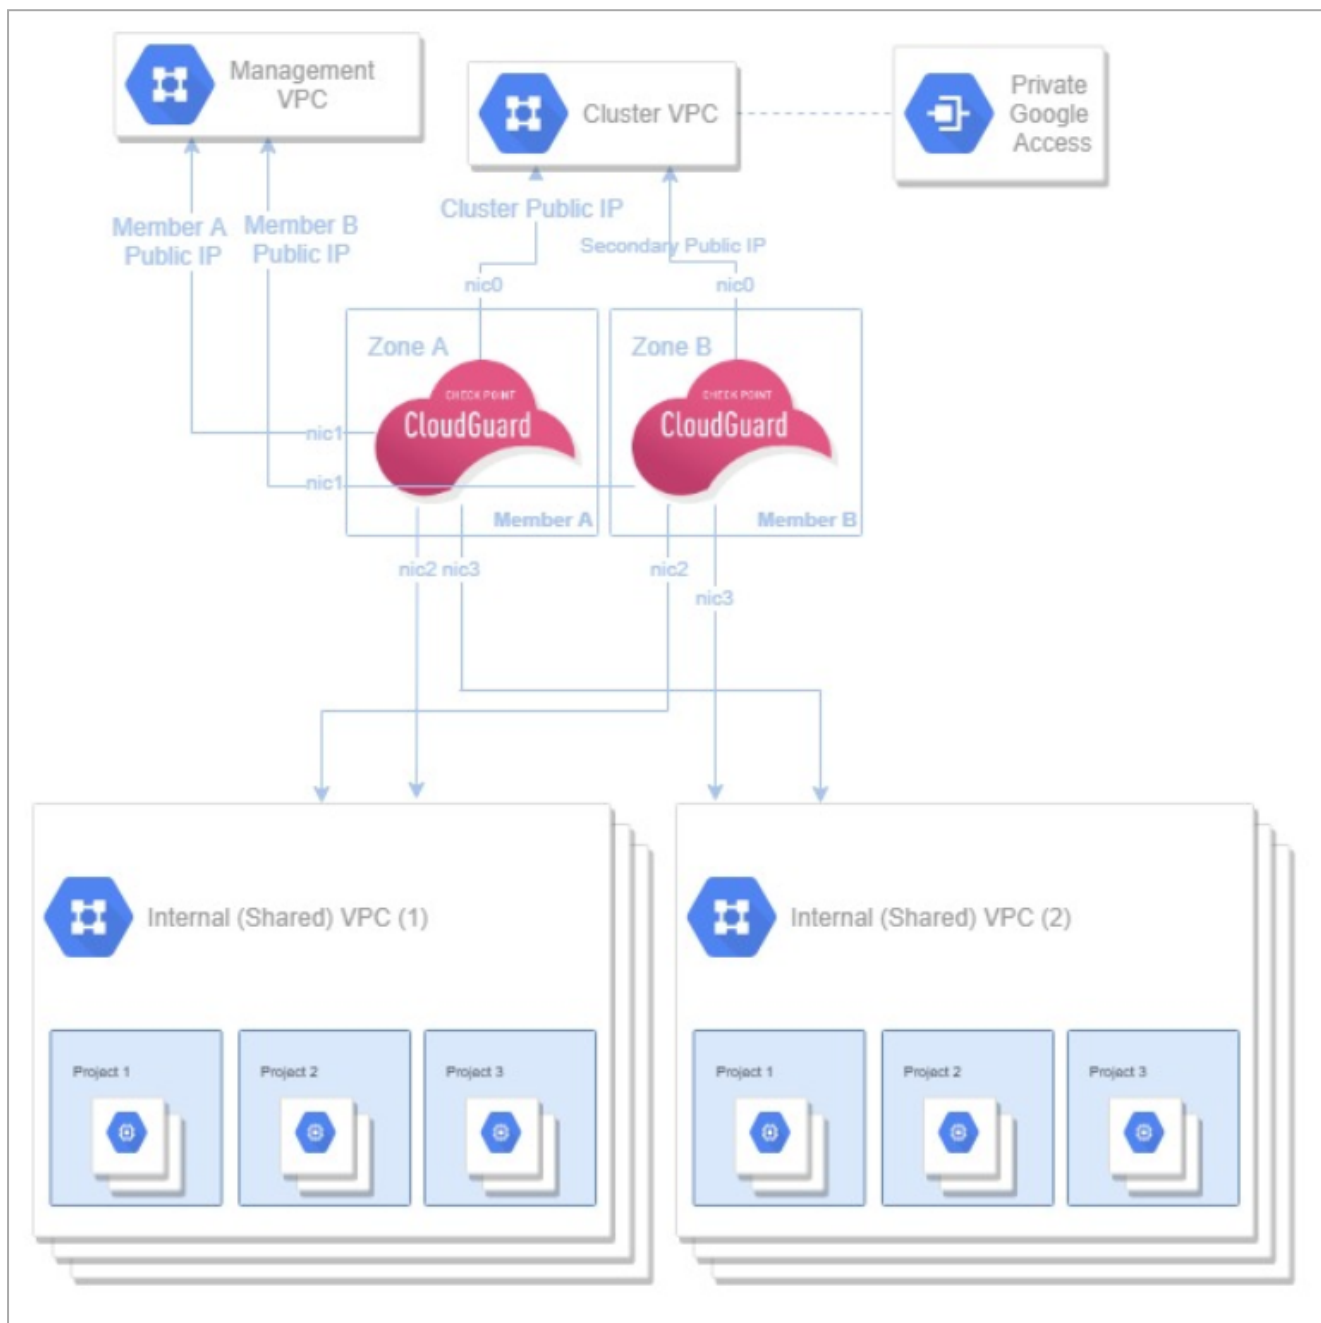 Management
VPC
Cluster VPC
Private
Google
Access
Member A
Public IP
Member B
Public IP
Cluster Public IP
Secondary Public IP
nic0
nic0
Zone A
Zone B
CHECK POINT
CloudGuard
CHECK POINT
CloudGuard
nic1
nic1
Member A
Member B
nic2
nic3
nic2
nic3
Internal (Shared) VPC (1)
Internal (Shared) VPC (2)
Project 1
Project 2
Project 3
Project 1
Project 2
Project 3